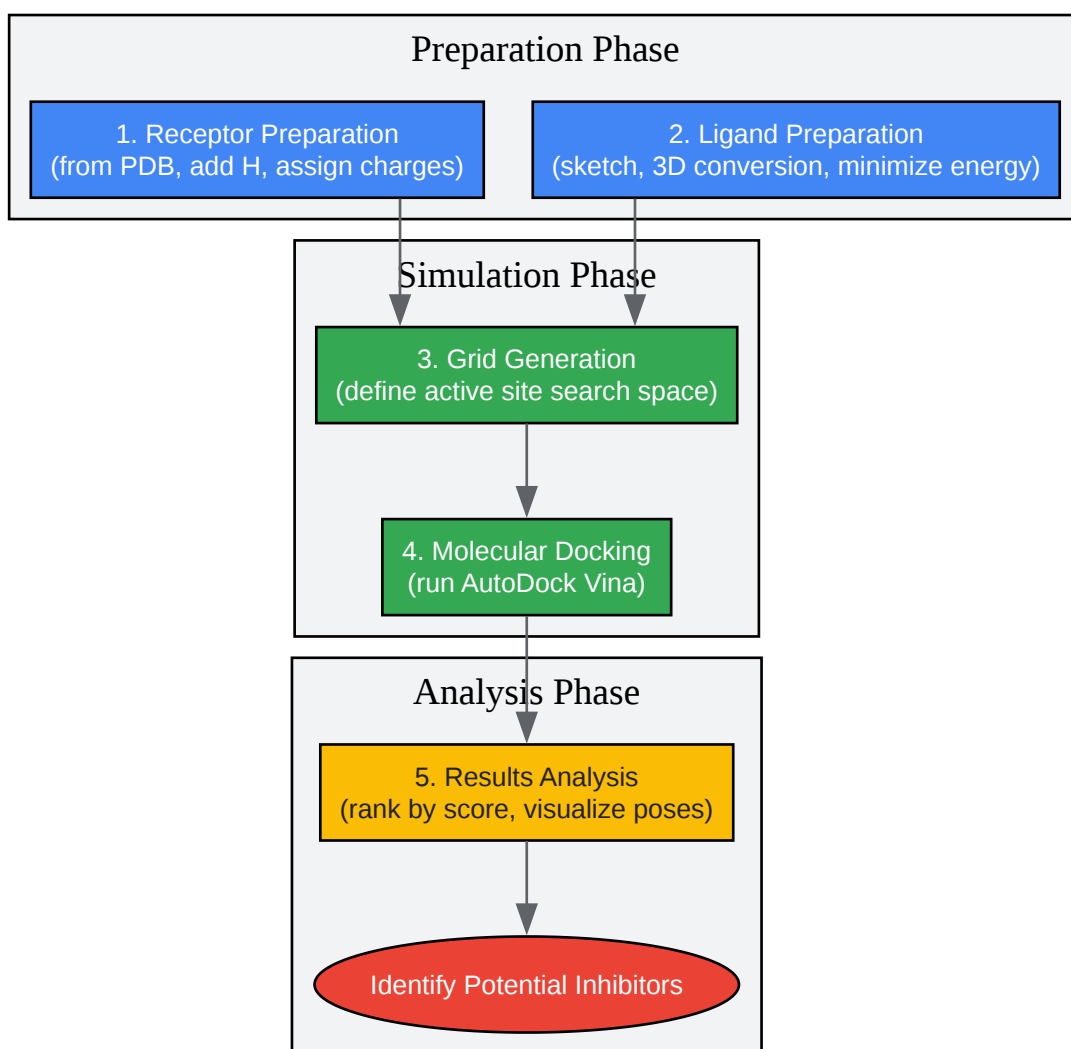 Preparation Phase
1. Receptor Preparation
(from PDB, add H, assign charges)
2. Ligand Preparation
(sketch, 3D conversion, minimize energy)
Simulation Phase
3. Grid Generation
(define active site search space)
4. Molecular Docking
(run AutoDock Vina)
Analysis Phase
5. Results Analysis
(rank by score, visualize poses)
Identify Potential Inhibitors